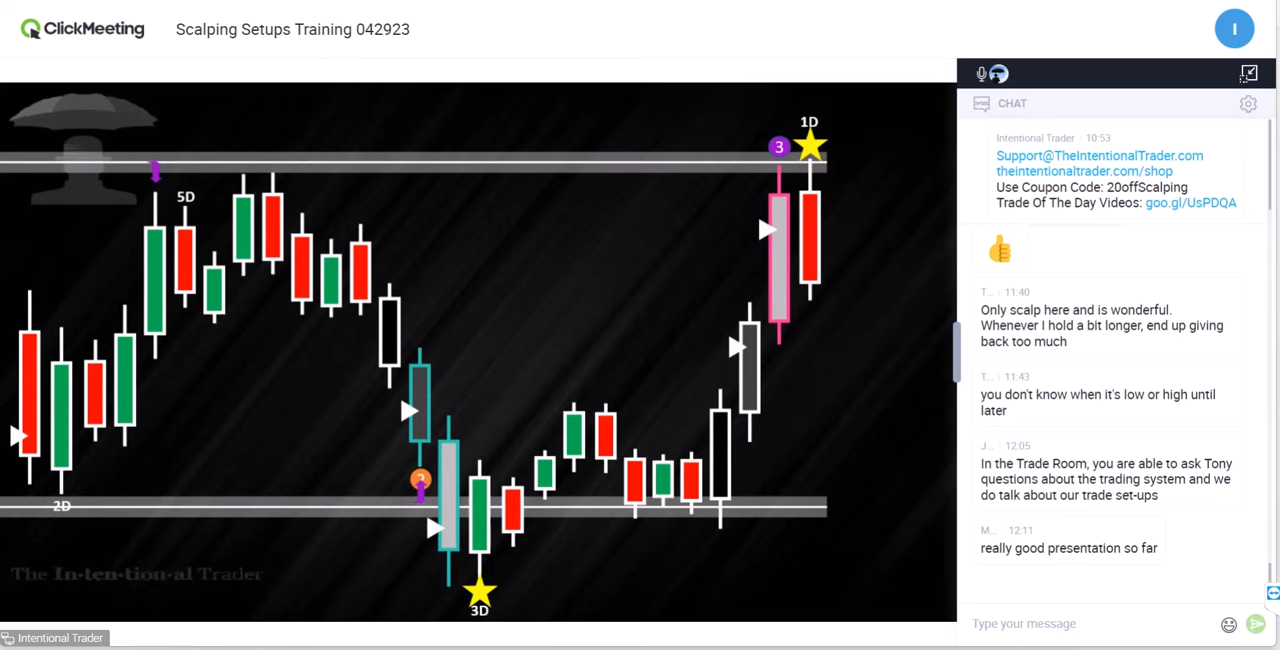 ClickMeeting
Scalping Setups Training 042923
I
CHAT
Intentional Trader 10:53
Support@TheIntentionalTrader.com
theintentionaltrader.com/shop
Use Coupon Code: 20offScalping
Trade Of The Day Videos: goo.gl/UsPDQA
T... 11:40
Only scalp here and is wonderful.
Whenever I hold a bit longer, end up giving
back too much
T... 11:43
you don't know when it's low or high until
later
J... 12:05
In the Trade Room, you are able to ask Tony
questions about the trading system and we
do talk about our trade set-ups
M... 12:11
really good presentation so far
Type your message
1D
3
5D
2D
3D
The In·ten·tion·al Trader
Intentional Trader